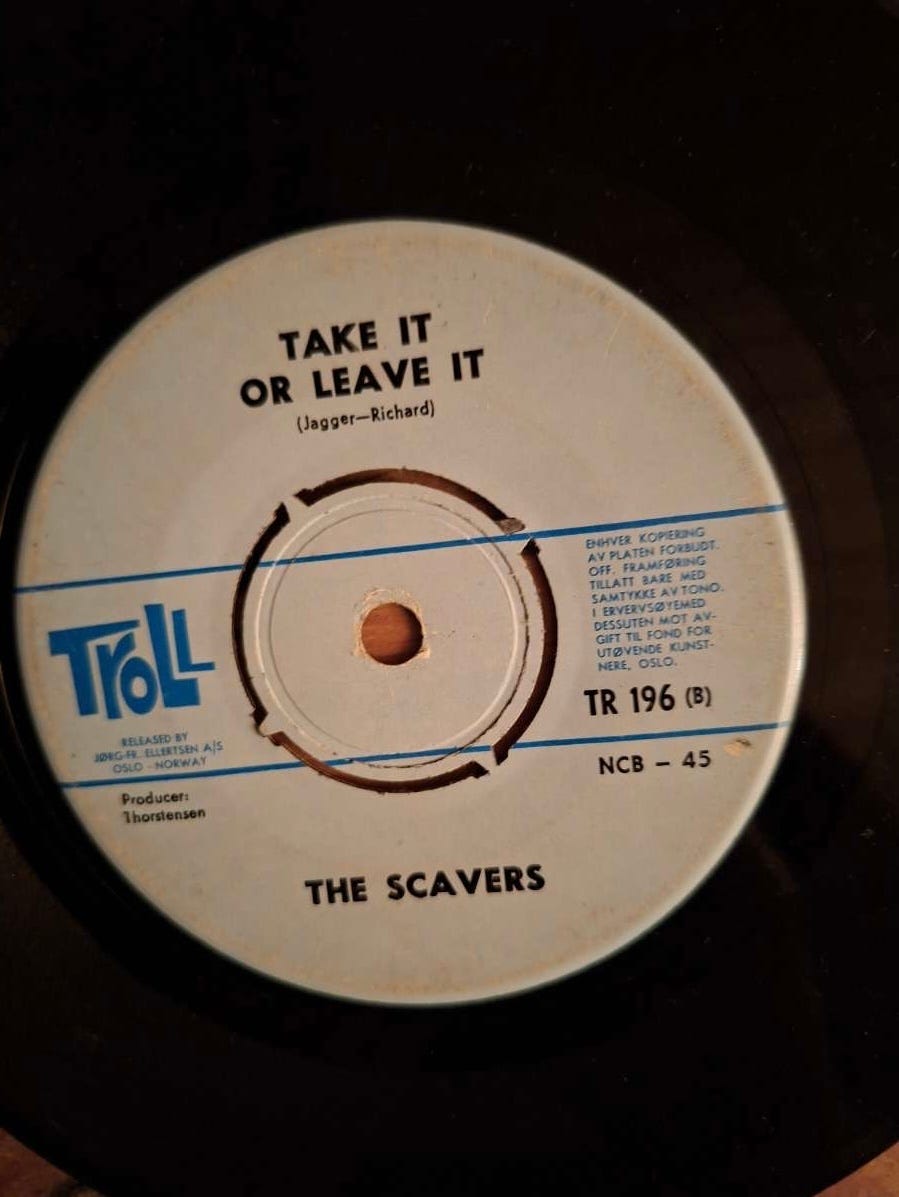 TAKE IT
OR LEAVE IT
(Jagger—Richard)
TROLL
RELEASED BY
JØRG-FR. ELLERTSEN A/S
OSLO - NORWAY
Producer:
Thorstensen
ENHVER KOPIERING
AV PLATEN FORBUDT.
OFF. FRAMFØRING
TILLATT BARE MED
SAMTYKKE AV TONO.
I ERVERVSØYEMED
DESSUTEN MOT AV-
GIFT TIL FOND FOR
UTØVENDE KUNST-
NERE, OSLO.
TR 196 (B)
NCB – 45
THE SCAVERS